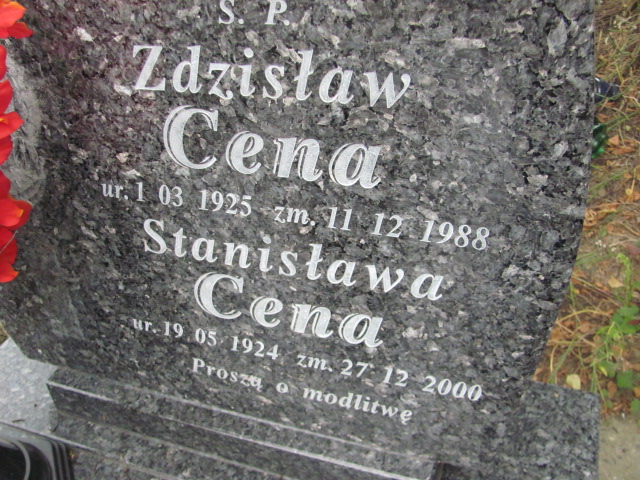 Ś. P.
Zdzisław
Cena
ur. 1 03 1925 zm. 11 12 1988
Stanisława
Cena
ur. 19 05 1924 zm. 27 12 2000
Proszą o modlitwę